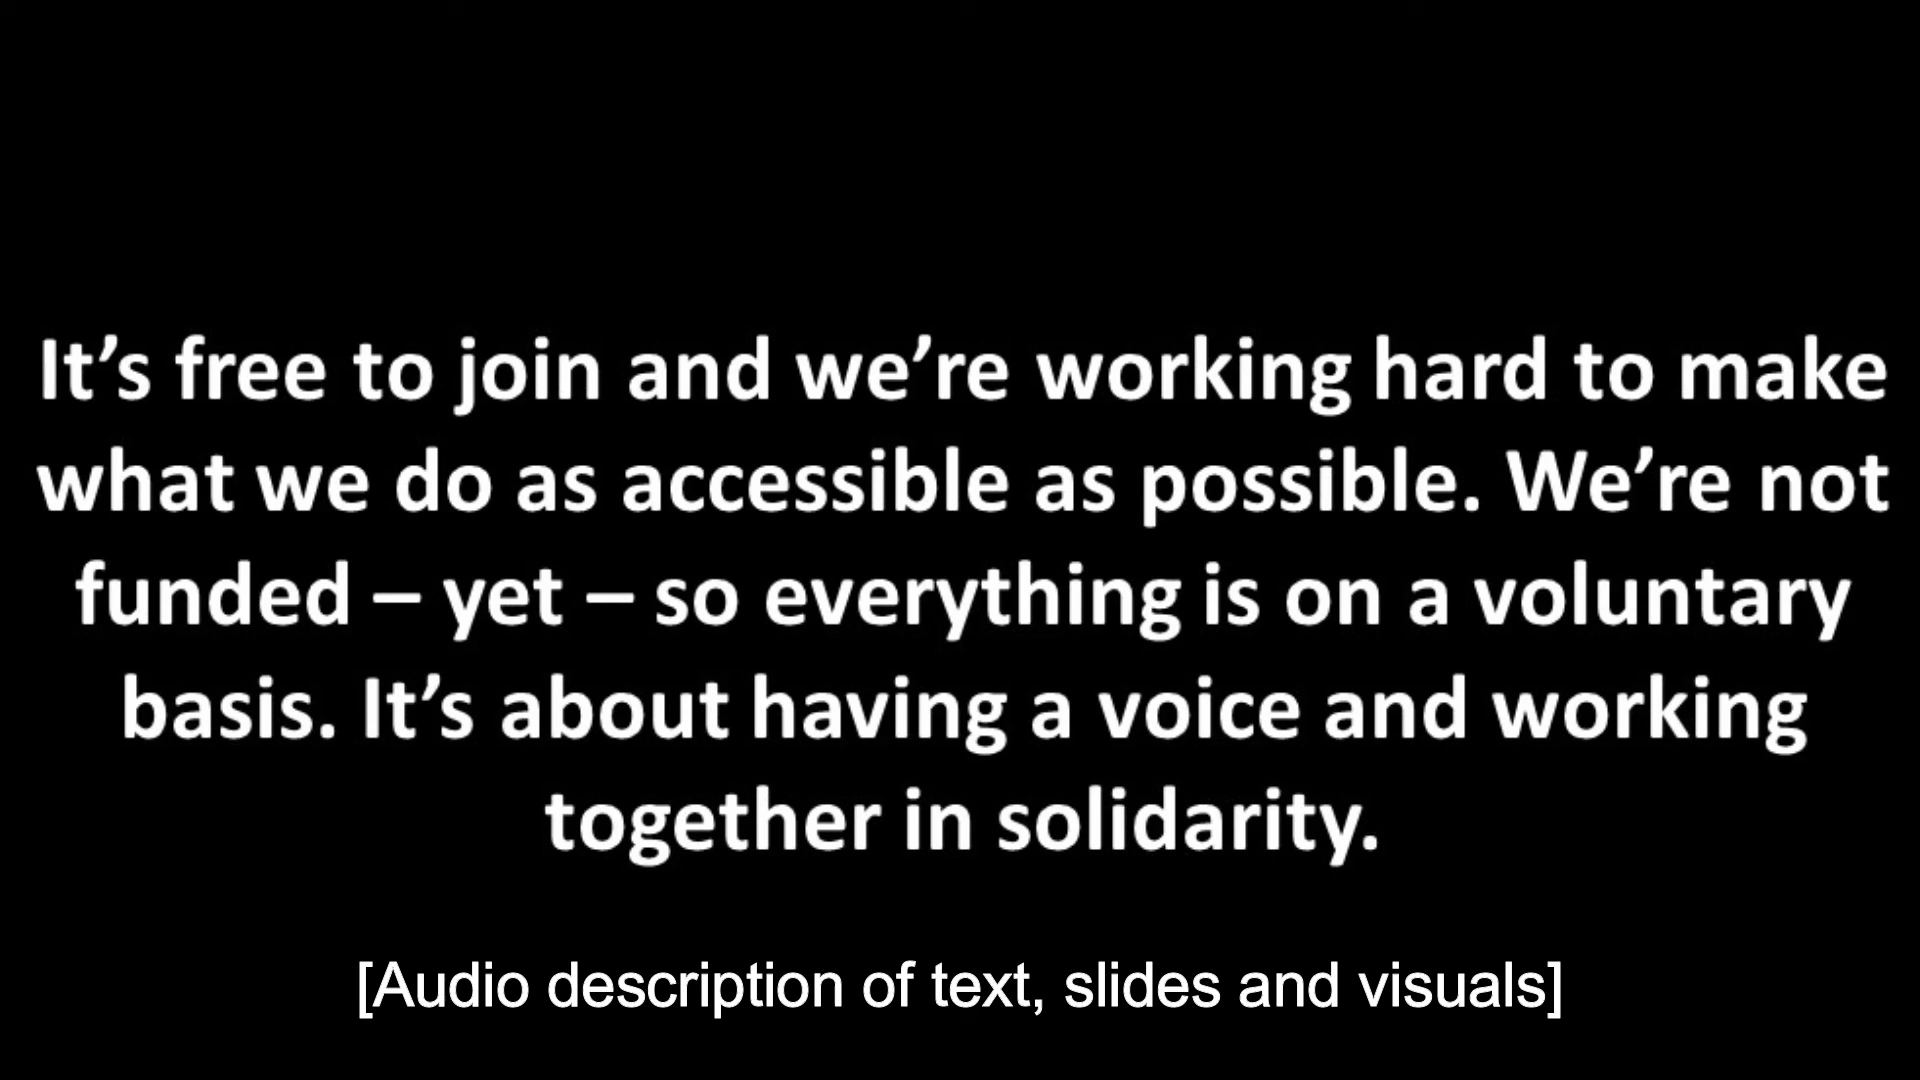 It’s free to join and we’re working hard to make
what we do as accessible as possible. We’re not
funded – yet – so everything is on a voluntary
basis. It’s about having a voice and working
together in solidarity.
[Audio description of text, slides and visuals]